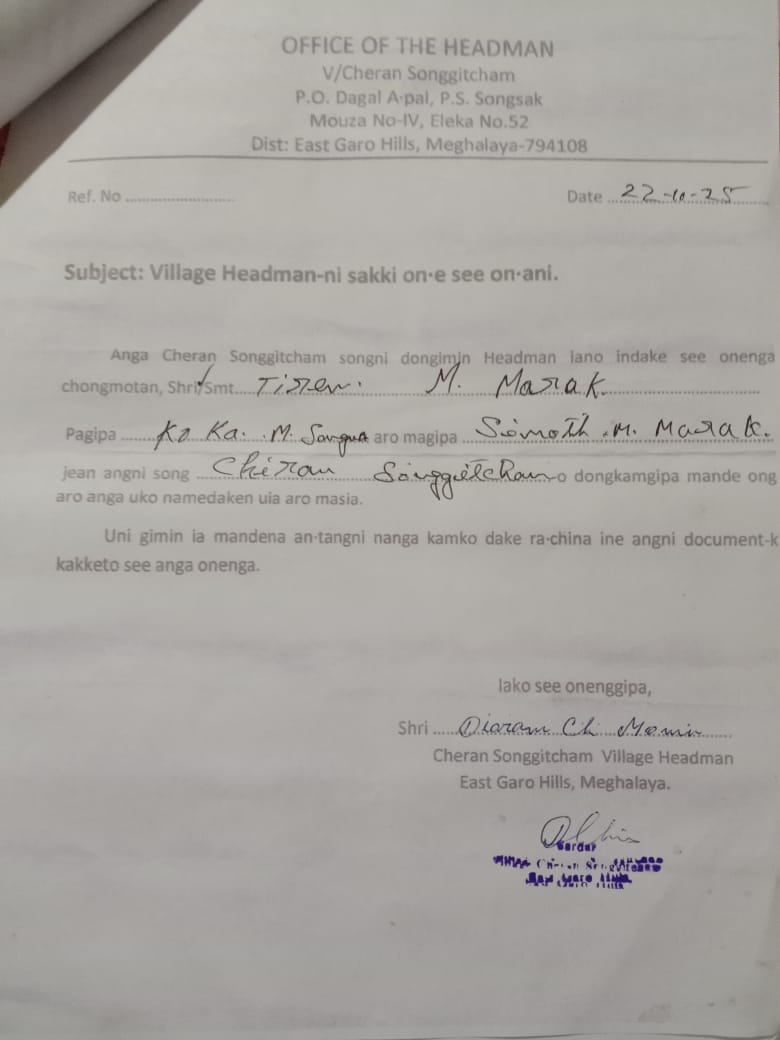 OFFICE OF THE HEADMAN
V/Cheran Songgitcham
P.O. Dagal A·pal, P.S. Songsak
Mouza No-IV, Eleka No.52
Dist: East Garo Hills, Meghalaya-794108
Ref. No ............................ Date ...22-10-25...
Subject: Village Headman-ni sakki on·e see on·ani.
Anga Cheran Songgitcham songni dongimin Headman iano indake see onenga
chongmotan, Shri✓Smt. Tiren. M. Marak
Pagipa ........Ko Ka. M. Sangma aro magipa ...Simoth .M. Marak.
jean angni song ...Chiran Songgitcham o dongkamgipa mande ong
aro anga uko namedaken uia aro masia.
Uni gimin ia mandena an·tangni nanga kamko dake ra·china ine angni document-k
kakketo see anga onenga.
Iako see onenggipa,
Shri .....Diaram Ch Momin........
Cheran Songgitcham Village Headman
East Garo Hills, Meghalaya.
Sardar